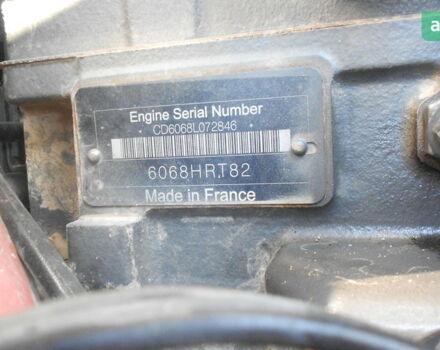 Engine Serial Number
CD6068L072846
6068HRT82
Made in France